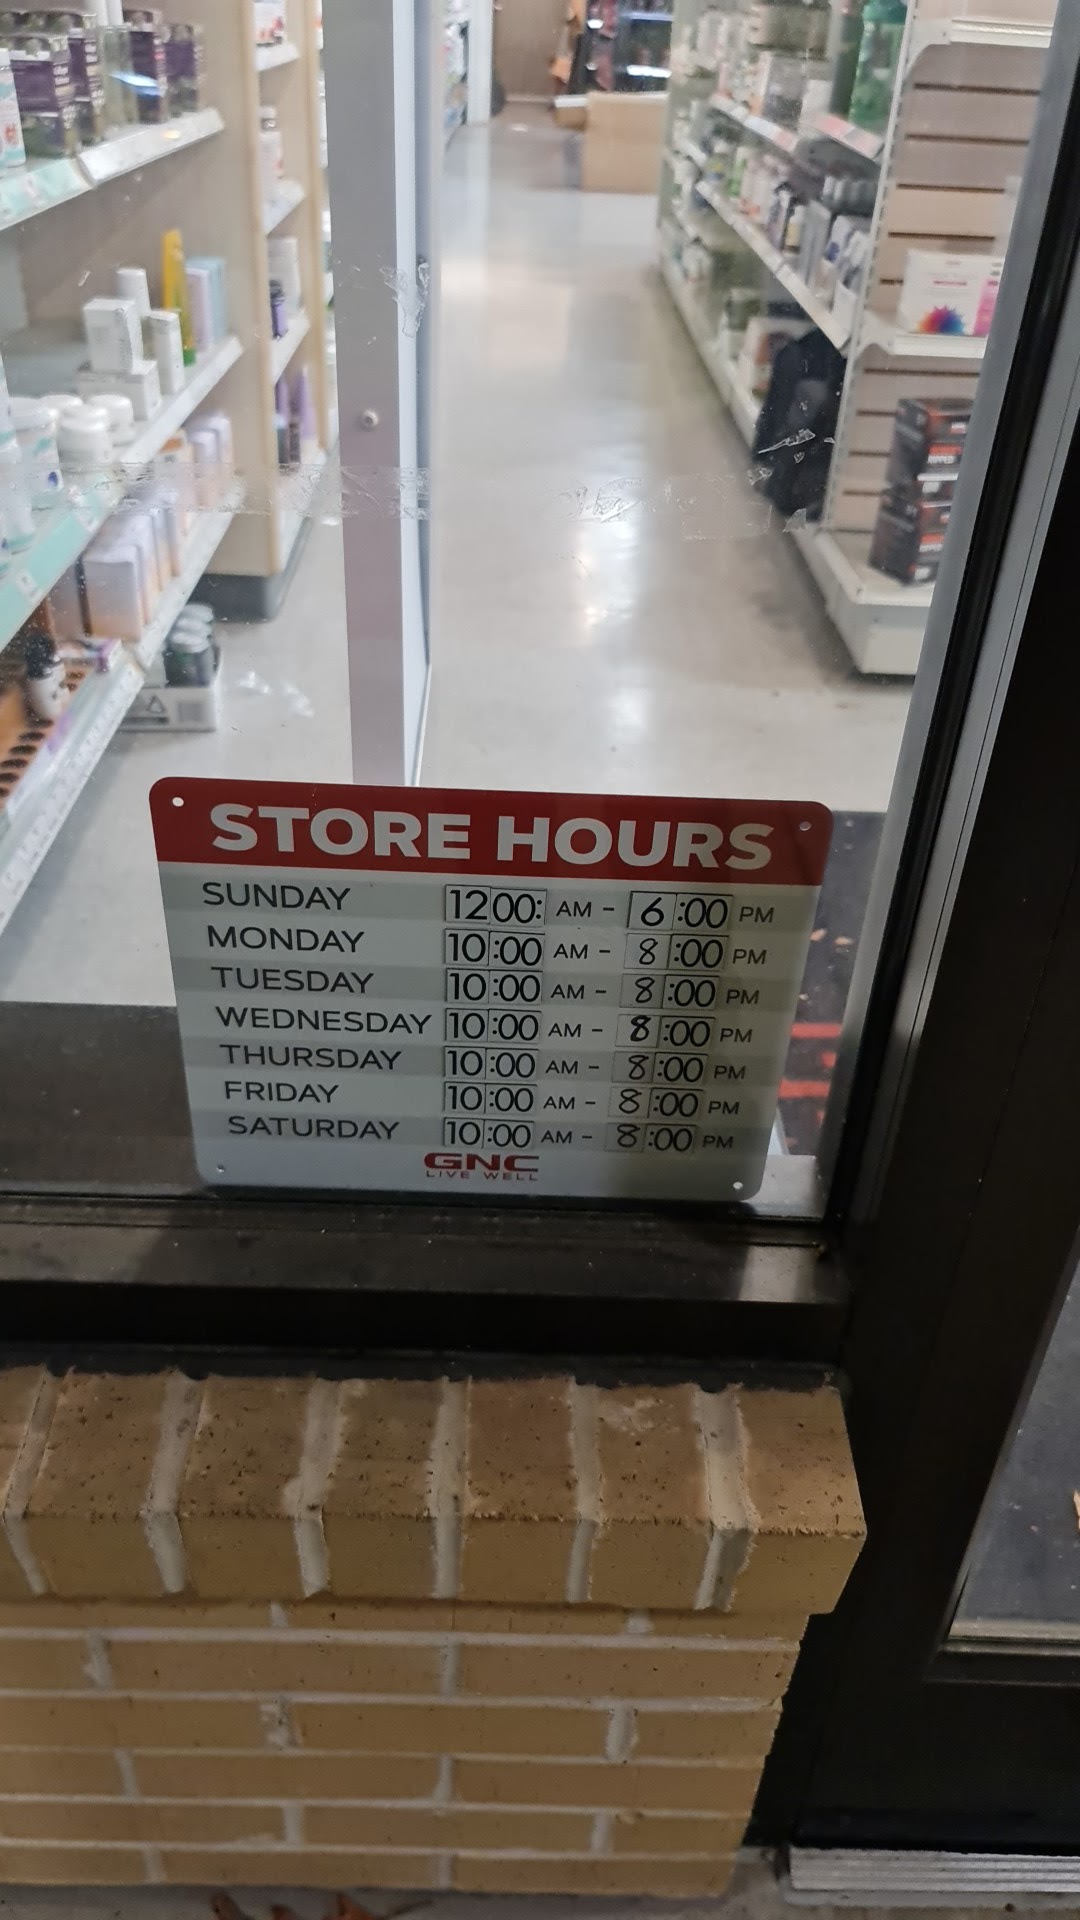 STORE HOURS
SUNDAY 1200: AM - 6:00 PM
MONDAY 10:00 AM - 8:00 PM
TUESDAY 10:00 AM - 8:00 PM
WEDNESDAY 10:00 AM - 8:00 PM
THURSDAY 10:00 AM - 8:00 PM
FRIDAY 10:00 AM - 8:00 PM
SATURDAY 10:00 AM - 8:00 PM
GNC
LIVE WELL